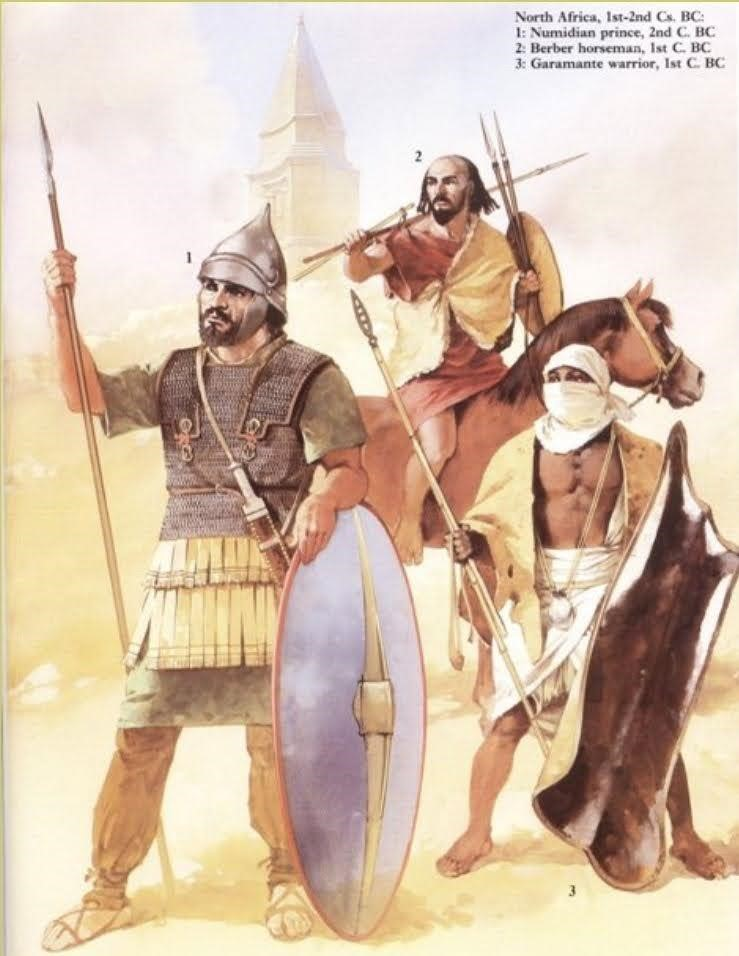 North Africa, 1st-2nd Cs. BC:
1: Numidian prince, 2nd C. BC
2: Berber horseman, 1st C. BC
3: Garamante warrior, 1st C. BC
2
1
3